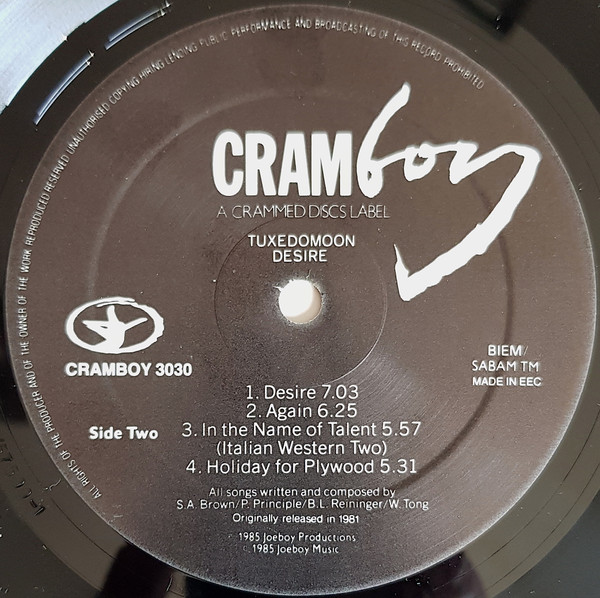 ALL RIGHTS OF THE PRODUCER AND OF THE OWNER OF THE WORK REPRODUCED RESERVED UNAUTHORISED COPYING HIRING LENDING PUBLIC PERFORMANCE AND BROADCASTING OF THIS RECORD PROHIBITED
CRAMboy
A CRAMMED DISCS LABEL
TUXEDOMOON
DESIRE
CRAMBOY 3030
BIEM/
SABAM TM
MADE IN EEC
Side Two
1. Desire 7.03
2. Again 6.25
3. In the Name of Talent 5.57
(Italian Western Two)
4. Holiday for Plywood 5.31
All songs written and composed by
S.A. Brown/P. Principle/B.L. Reininger/W. Tong
Originally released in 1981
1985 Joeboy Productions
1985 Joeboy Music